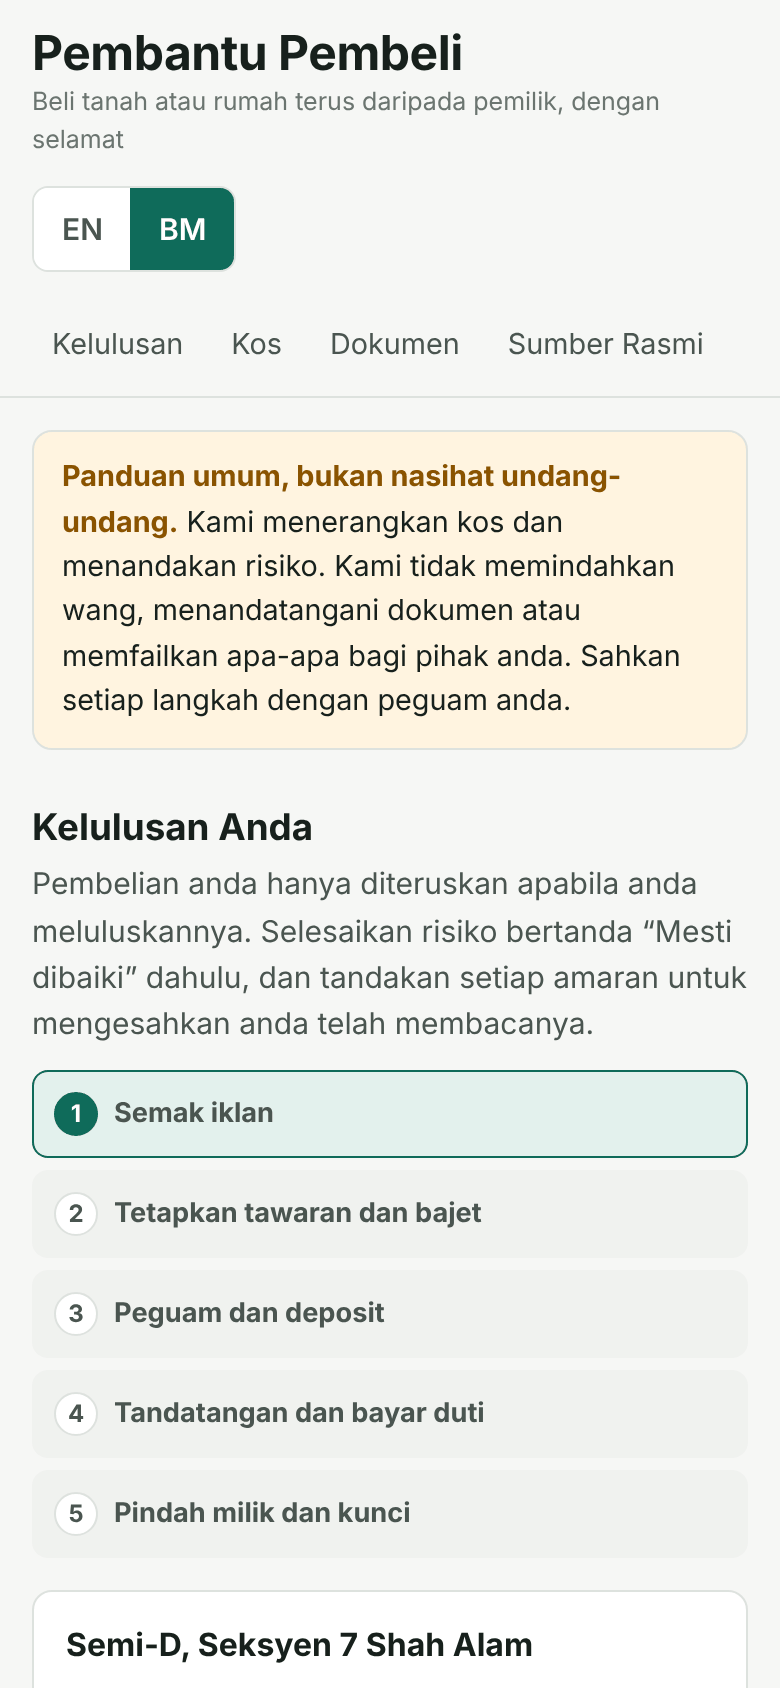 Pembantu Pembeli
Beli tanah atau rumah terus daripada pemilik, dengan
selamat
EN BM
Kelulusan Kos Dokumen Sumber Rasmi
Panduan umum, bukan nasihat undang-
undang. Kami menerangkan kos dan
menandakan risiko. Kami tidak memindahkan
wang, menandatangani dokumen atau
memfailkan apa-apa bagi pihak anda. Sahkan
setiap langkah dengan peguam anda.
Kelulusan Anda
Pembelian anda hanya diteruskan apabila anda
meluluskannya. Selesaikan risiko bertanda “Mesti
dibaiki” dahulu, dan tandakan setiap amaran untuk
mengesahkan anda telah membacanya.
1 Semak iklan
2 Tetapkan tawaran dan bajet
3 Peguam dan deposit
4 Tandatangan dan bayar duti
5 Pindah milik dan kunci
Semi-D, Seksyen 7 Shah Alam